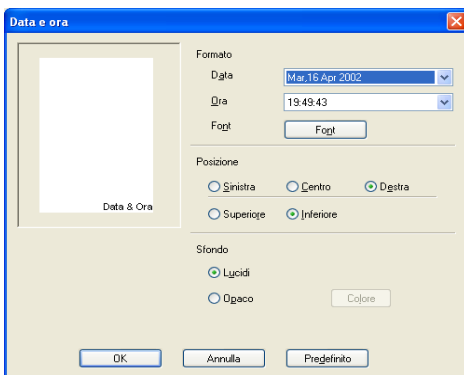 Data e ora
Formato
Data Mar,16 Apr 2002
Ora 19:49:43
Font Font
Posizione
Sinistra Centro Destra
Superiore Inferiore
Data & Ora
Sfondo
Lucidi
Opaco Colore
OK Annulla Predefinito